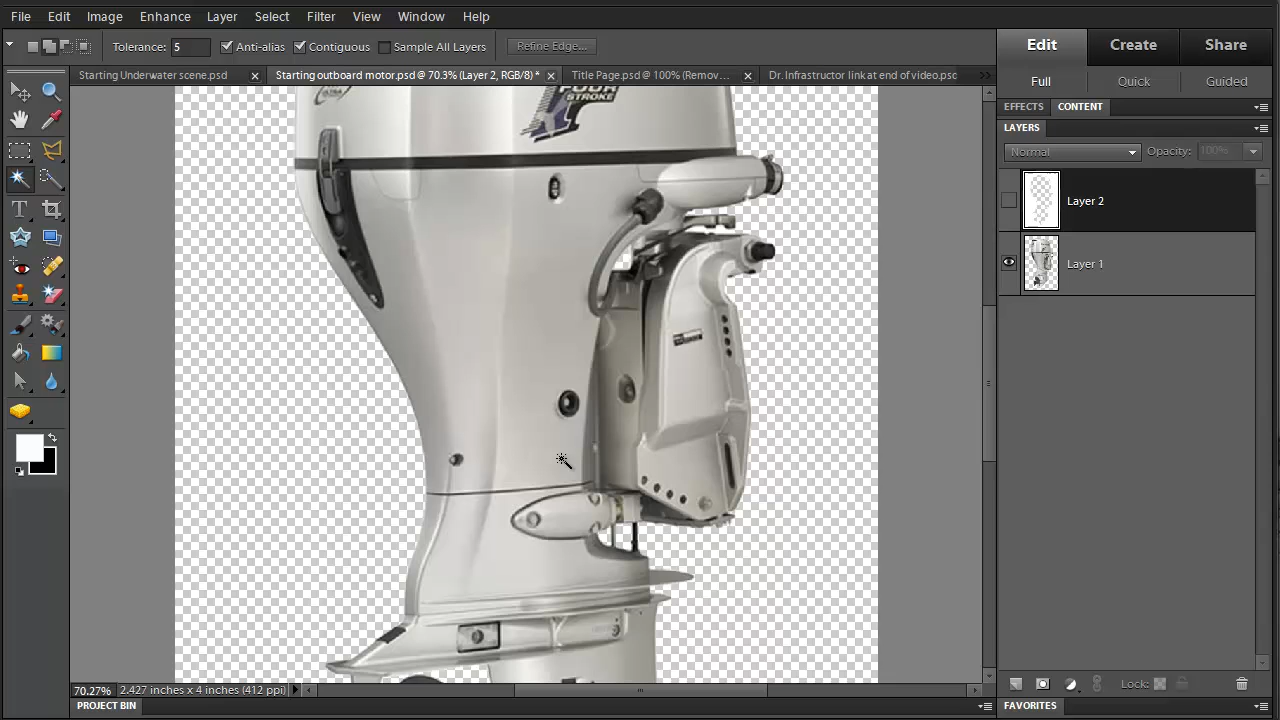 File Edit Image Enhance Layer Select Filter View Window Help
Tolerance: 5 Anti-alias Contiguous Sample All Layers Refine Edge...
Edit Create Share
Starting Underwater scene.psd Starting outboard motor.psd @ 70.3% (Layer 2, RGB/8) * Title Page.psd @ 100% (Remov... Dr. Infrastructor link at end of video.psd
Full Quick Guided
EFFECTS CONTENT
LAYERS
Normal Opacity: 100%
Layer 2
Layer 1
FOUR
STROKE
ULTRA
70.27% 2.427 inches x 4 inches (412 ppi)
Lock:
PROJECT BIN
FAVORITES